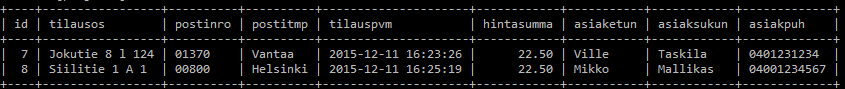 | id | tilausos | postinro | postitmp | tilauspvm | hintasumma | asiaketun | asiaksukun | asiakpuh |
| 7 | Jokutie 8 l 124 | 01370 | Vantaa | 2015-12-11 16:23:26 | 22.50 | Ville | Taskila | 0401231234 |
| 8 | Siilitie 1 A 1 | 00800 | Helsinki | 2015-12-11 16:25:19 | 22.50 | Mikko | Mallikas | 04001234567 |